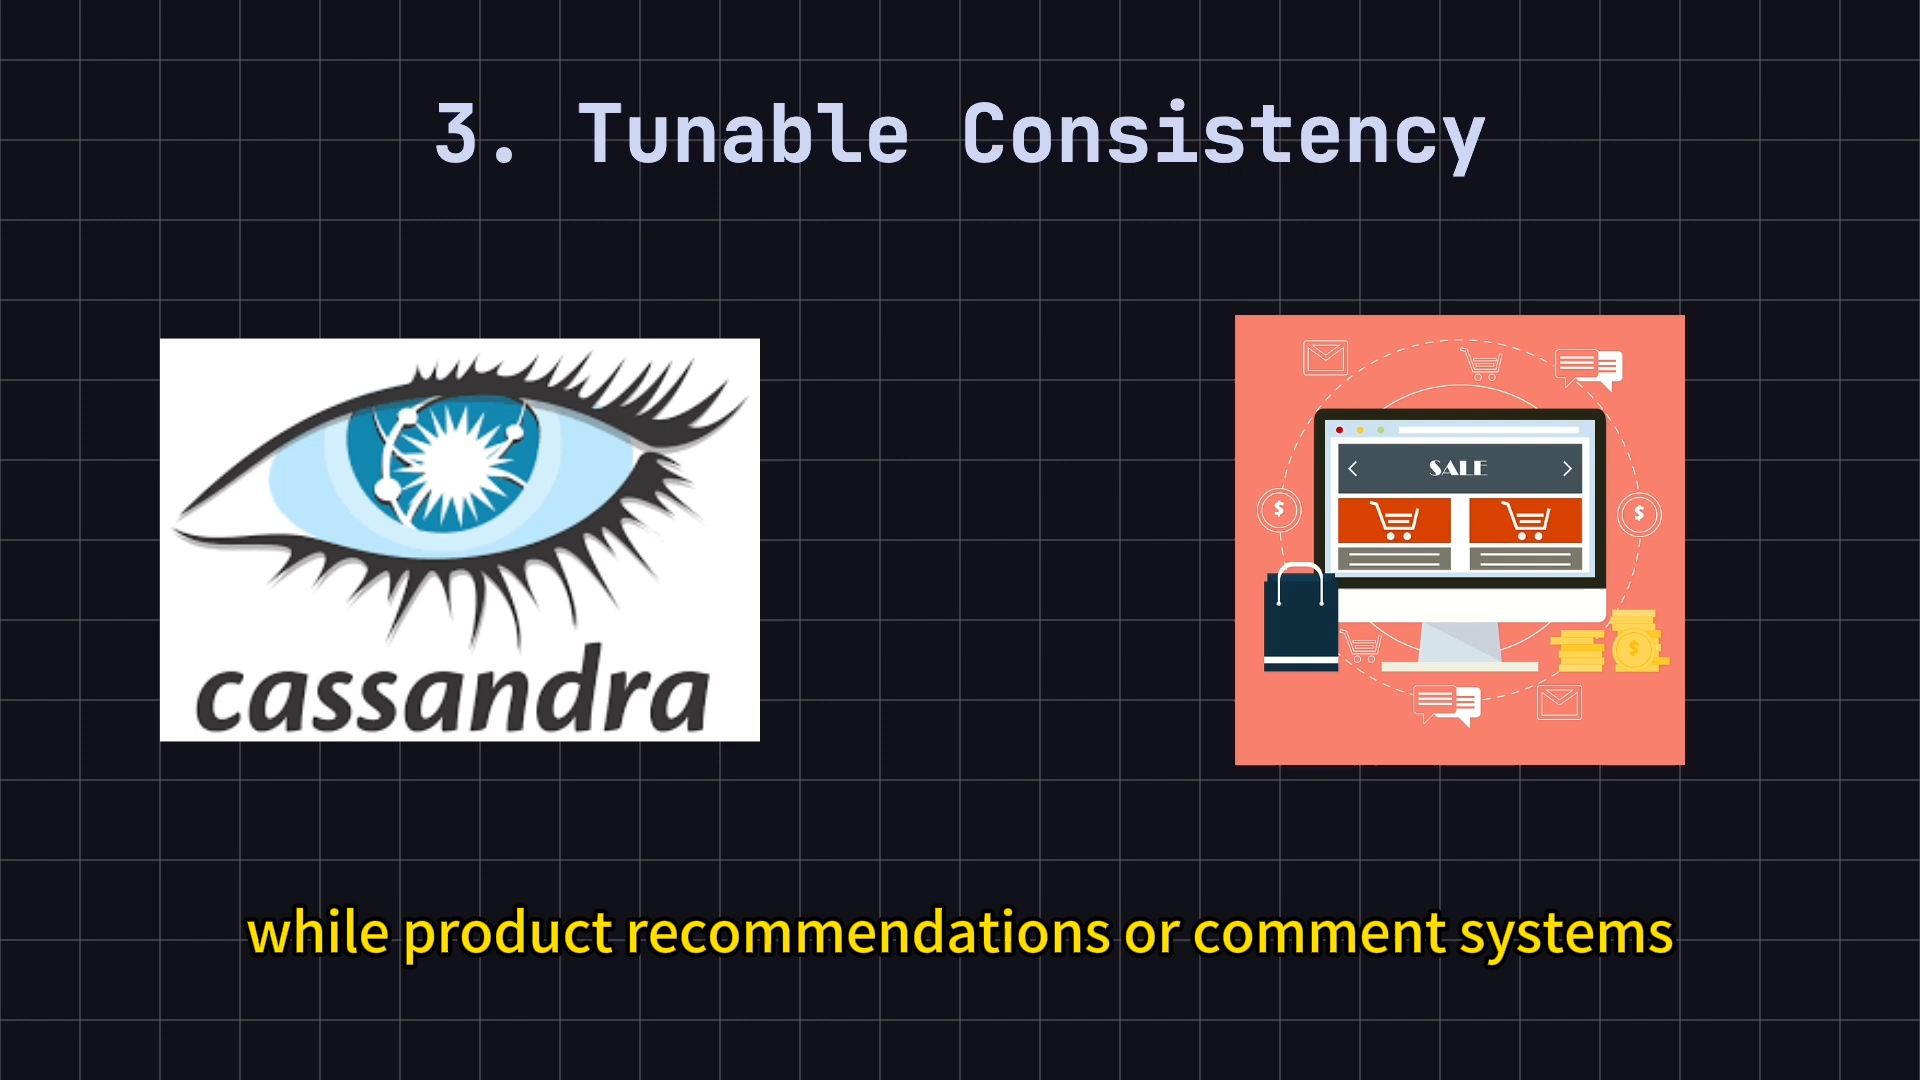 3. Tunable Consistency
cassandra
SALE
$
$
$
while product recommendations or comment systems